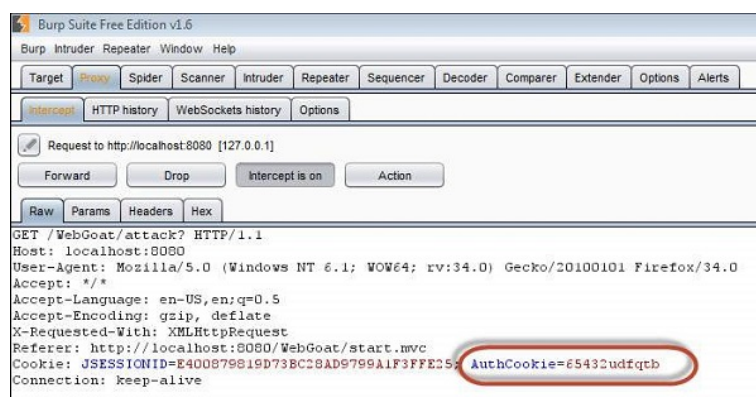 Burp Suite Free Edition v1.6
Burp Intruder Repeater Window Help
Target Proxy Spider Scanner Intruder Repeater Sequencer Decoder Comparer Extender Options Alerts
Intercept HTTP history WebSockets history Options
Request to http://localhost:8080 [127.0.0.1]
Forward Drop Intercept is on Action
Raw Params Headers Hex
GET /WebGoat/attack? HTTP/1.1
Host: localhost:8080
User-Agent: Mozilla/5.0 (Windows NT 6.1; WOW64; rv:34.0) Gecko/20100101 Firefox/34.0
Accept: */*
Accept-Language: en-US,en;q=0.5
Accept-Encoding: gzip, deflate
X-Requested-With: XMLHttpRequest
Referer: http://localhost:8080/WebGoat/start.mvc
Cookie: JSESSIONID=E400879819D73BC28AD9799A1F3FFE25; AuthCookie=65432udfqtb
Connection: keep-alive